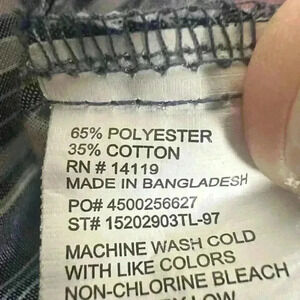 65% POLYESTER
35% COTTON
RN # 14119
MADE IN BANGLADESH
PO# 4500256627
ST# 15202903TL-97
MACHINE WASH COLD
WITH LIKE COLORS
NON-CHLORINE BLEACH
LOW